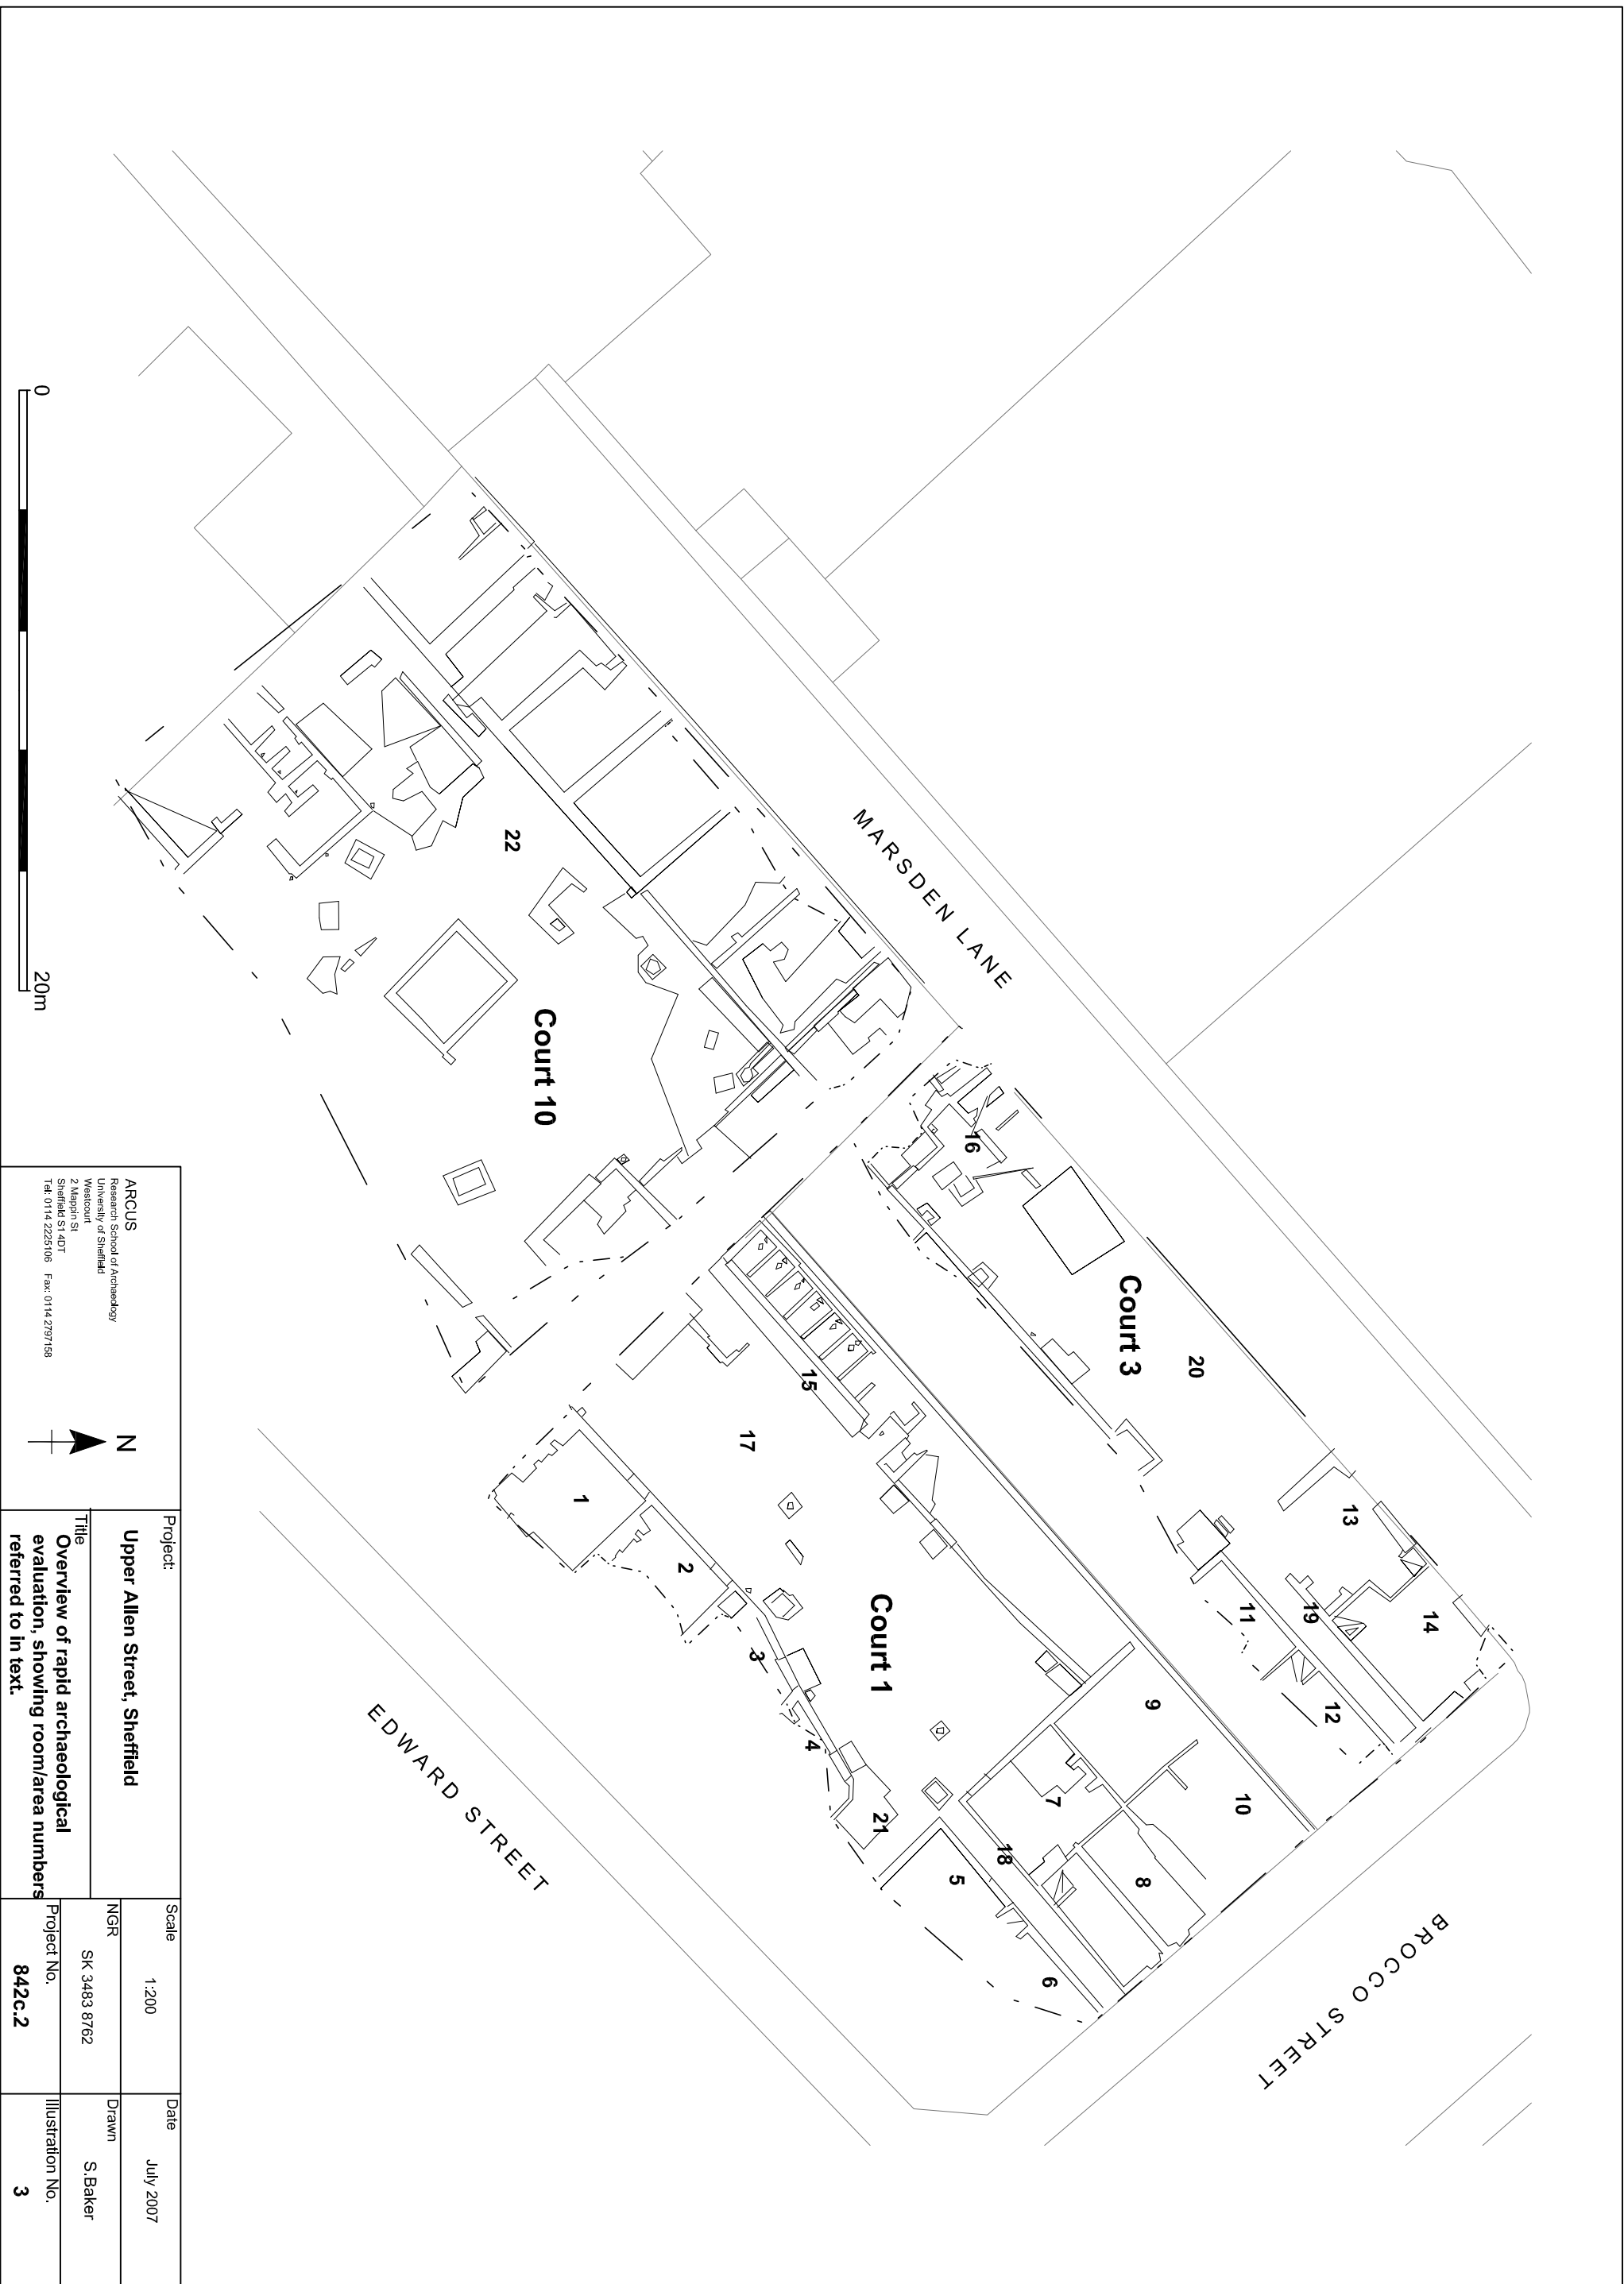 MARSDEN LANE
BROCCO STREET
EDWARD STREET
Court 3
Court 10
Court 1
22
16
20
13
14
19
11
12
15
17
1
2
3
4
21
5
6
18
7
8
9
10
0
20m
ARCUS
Research School of Archaeology
University of Sheffield
Westcourt
2 Mappin St
Sheffield S1 4DT
Tel: 0114 2225106 Fax: 0114 2797158
N
Project:
Upper Allen Street, Sheffield
Title
Overview of rapid archaeological
evaluation, showing room/area numbers
referred to in text.
Scale
1:200
Date
July 2007
NGR
SK 3483 8762
Drawn
S.Baker
Project No.
842c.2
Illustration No.
3